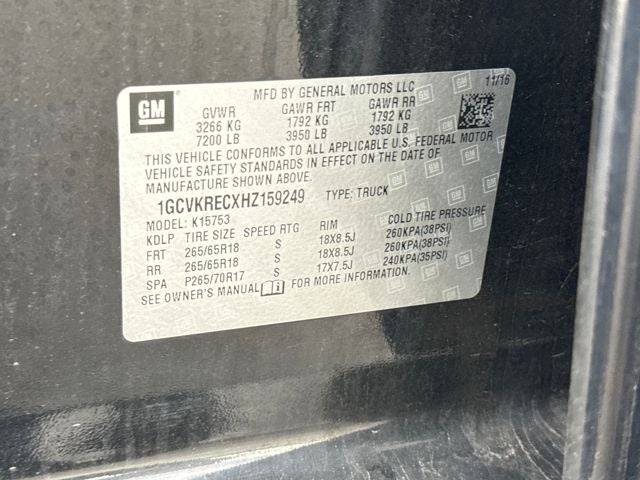 MFD BY GENERAL MOTORS LLC 11/16
GM
GVWR GAWR FRT GAWR RR
3266 KG 1792 KG 1792 KG
7200 LB 3950 LB 3950 LB
THIS VEHICLE CONFORMS TO ALL APPLICABLE U.S. FEDERAL MOTOR
VEHICLE SAFETY STANDARDS IN EFFECT ON THE DATE OF
MANUFACTURE SHOWN ABOVE.
1GCVKRECXHZ159249 TYPE: TRUCK
MODEL: K15753
KDLP TIRE SIZE SPEED RTG RIM COLD TIRE PRESSURE
FRT 265/65R18 S 18X8.5J 260KPA(38PSI)
RR 265/65R18 S 18X8.5J 260KPA(38PSI)
SPA P265/70R17 S 17X7.5J 240KPA(35PSI)
SEE OWNER'S MANUAL i FOR MORE INFORMATION.